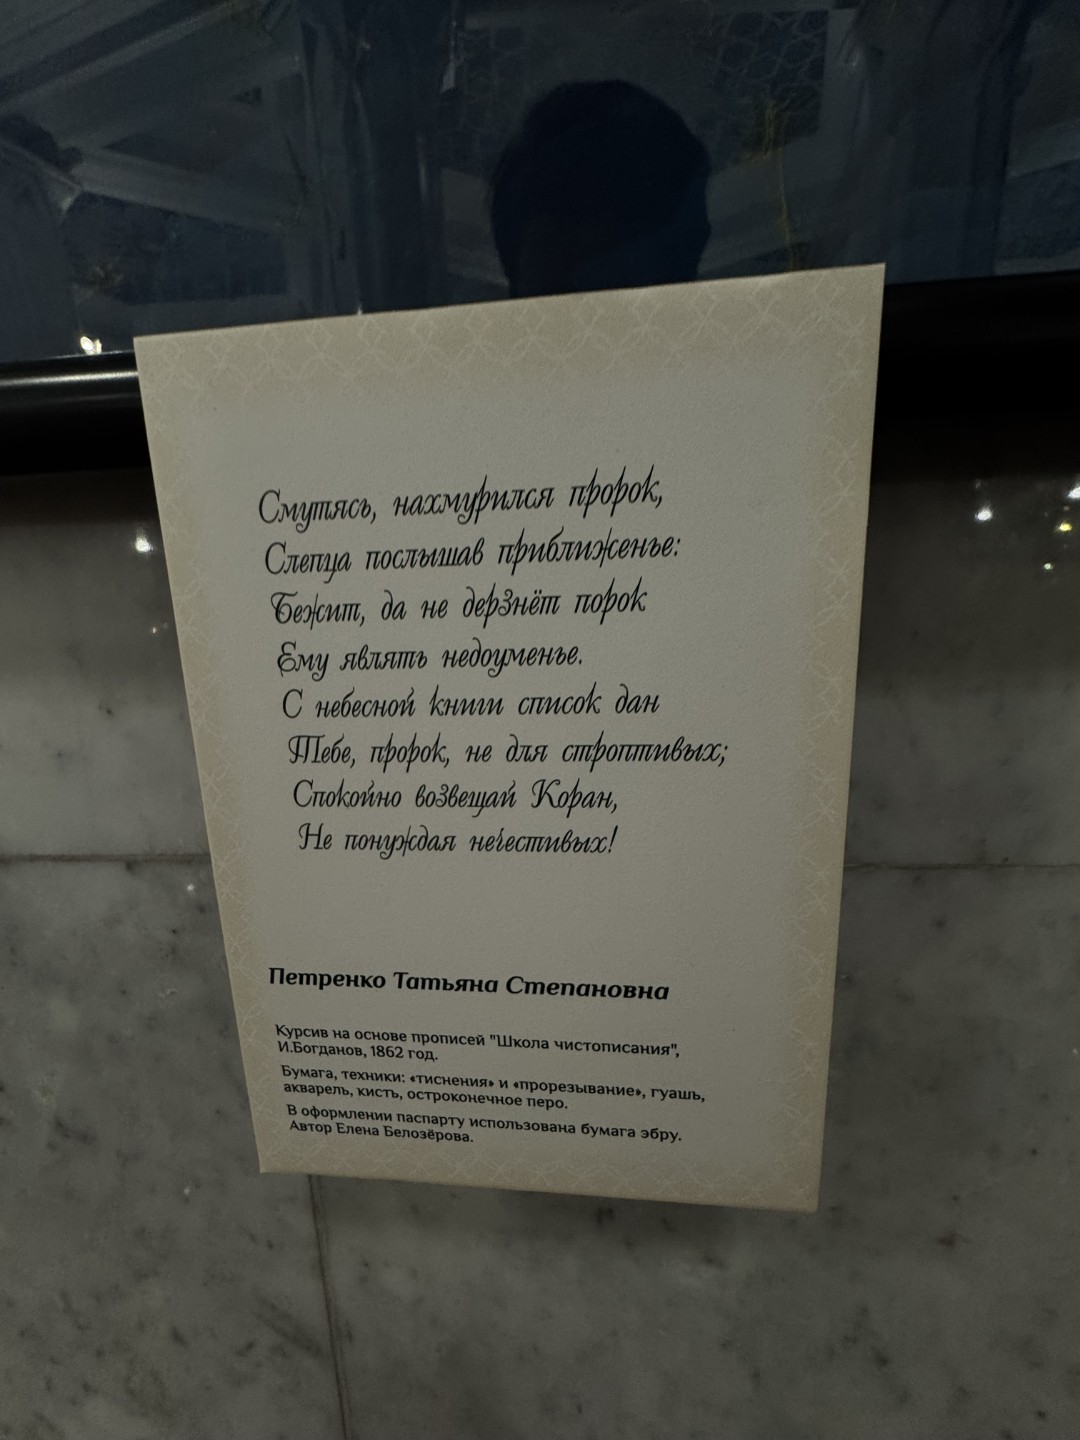 Смутясь, нахмурился пророк,
Слепца послышав приближенье:
Бежит, да не дерзнёт порок
Ему являть недоуменье.
С небесной книги список дан
Тебе, пророк, не для строптивых;
Спокойно возвещай Коран,
Не понуждая нечестивых!
Петренко Татьяна Степановна
Курсив на основе прописей "Школа чистописания",
И.Богданов, 1862 год.
Бумага, техники: «тиснения» и «прорезывание», гуашь,
акварель, кисть, остроконечное перо.
В оформлении паспарту использована бумага эбру.
Автор Елена Белозёрова.